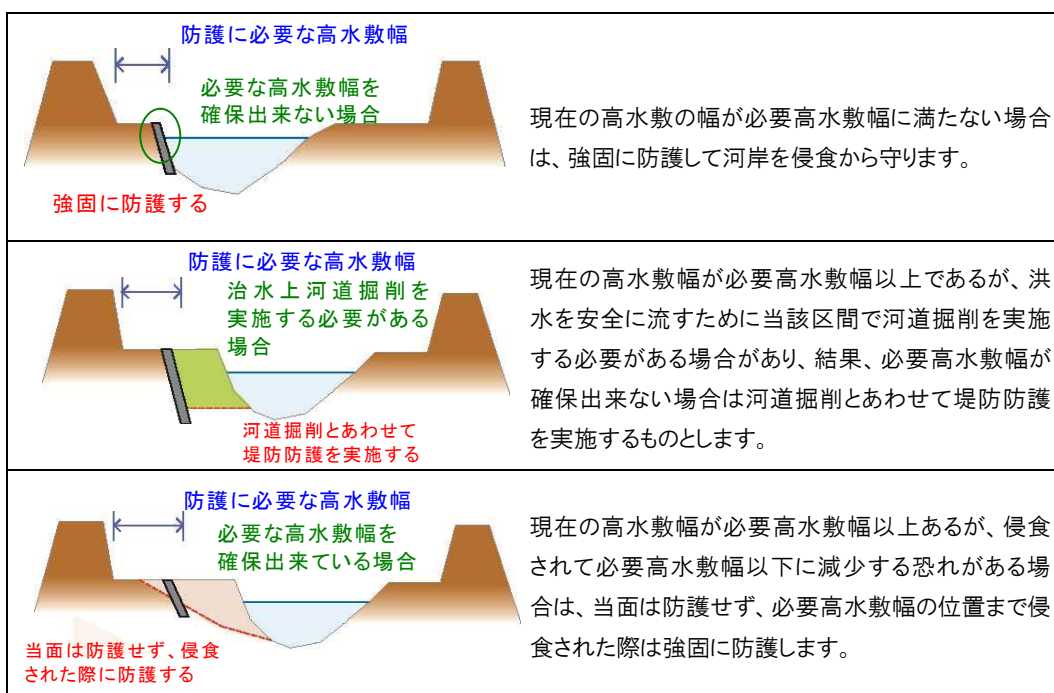 防護に必要な高水敷幅
必要な高水敷幅を
確保出来ない場合
強固に防護する
現在の高水敷の幅が必要高水敷幅に満たない場合
は、強固に防護して河岸を侵食から守ります。
防護に必要な高水敷幅
治水上河道掘削を
実施する必要がある
場合
河道掘削とあわせて
堤防防護を実施する
現在の高水敷幅が必要高水敷幅以上であるが、洪
水を安全に流すために当該区間で河道掘削を実施
する必要がある場合があり、結果、必要高水敷幅が
確保出来ない場合は河道掘削とあわせて堤防防護
を実施するものとします。
防護に必要な高水敷幅
必要な高水敷幅を
確保出来ている場合
当面は防護せず、侵食
された際に防護する
現在の高水敷幅が必要高水敷幅以上あるが、侵食
されて必要高水敷幅以下に減少する恐れがある場
合は、当面は防護せず、必要高水敷幅の位置まで侵
食された際は強固に防護します。